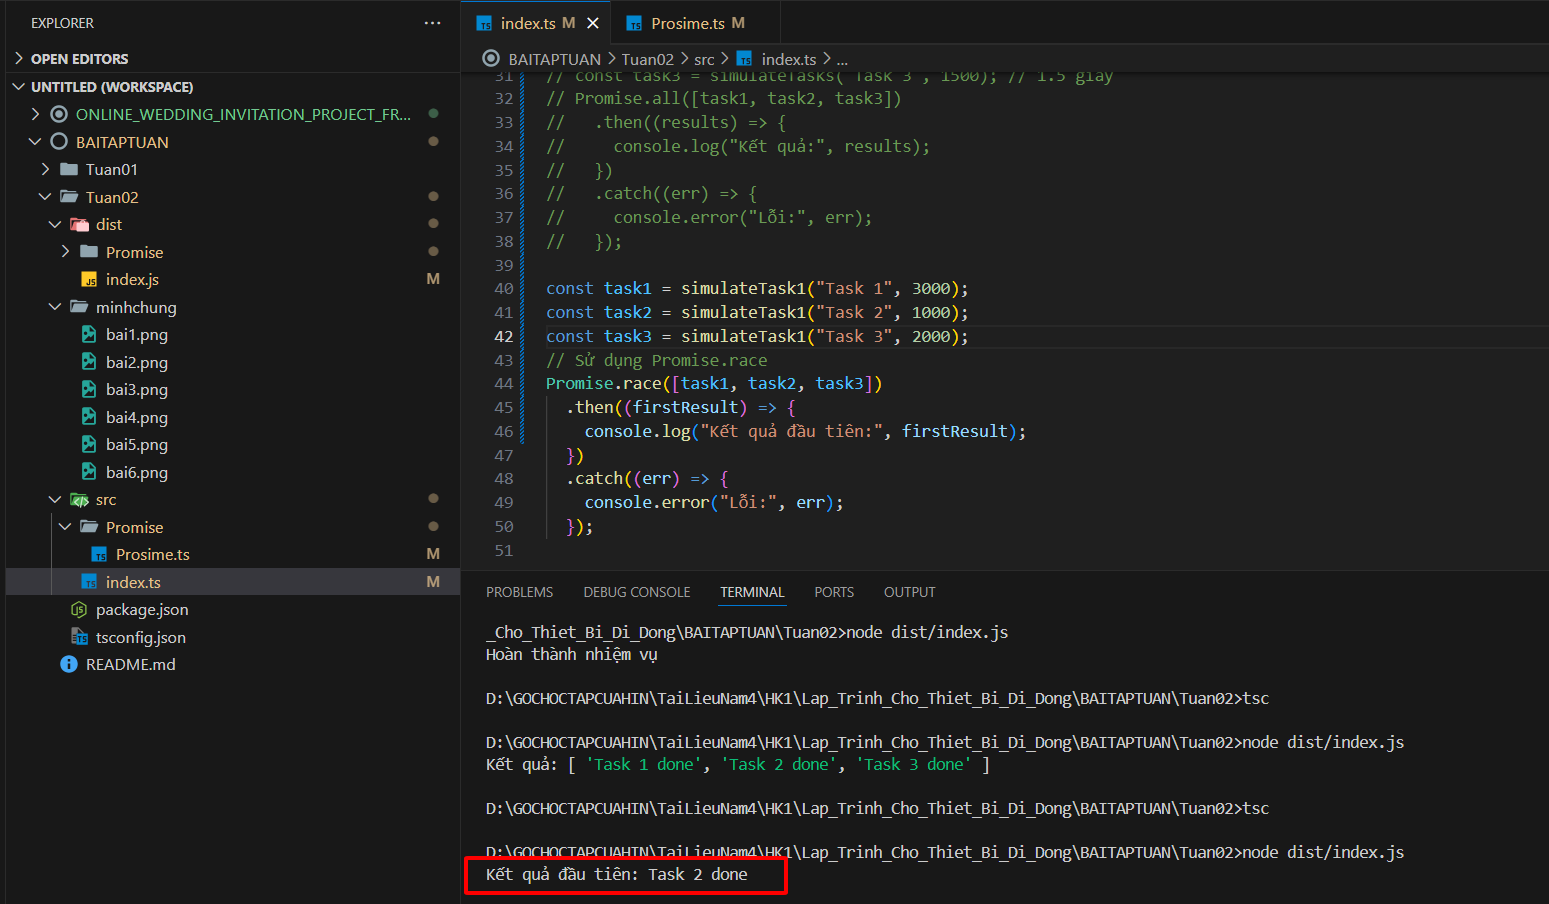 EXPLORER
OPEN EDITORS
UNTITLED (WORKSPACE)
ONLINE_WEDDING_INVITATION_PROJECT_FR...
BAITAPTUAN
Tuan01
Tuan02
dist
Promise
index.js M
minhchung
bai1.png
bai2.png
bai3.png
bai4.png
bai5.png
bai6.png
src
Promise
Prosime.ts M
index.ts M
package.json
tsconfig.json
README.md
index.ts M Prosime.ts M
BAITAPTUAN > Tuan02 > src > index.ts > ...
31 // const task3 = simulateTasks("Task 3", 1500); // 1.5 giây
32 // Promise.all([task1, task2, task3])
33 //   .then((results) => {
34 //     console.log("Kết quả:", results);
35 //   })
36 //   .catch((err) => {
37 //     console.error("Lỗi:", err);
38 //   });
39
40 const task1 = simulateTask1("Task 1", 3000);
41 const task2 = simulateTask1("Task 2", 1000);
42 const task3 = simulateTask1("Task 3", 2000);
43 // Sử dụng Promise.race
44 Promise.race([task1, task2, task3])
45   .then((firstResult) => {
46     console.log("Kết quả đầu tiên:", firstResult);
47   })
48   .catch((err) => {
49     console.error("Lỗi:", err);
50   });
51
PROBLEMS DEBUG CONSOLE TERMINAL PORTS OUTPUT
_Cho_Thiet_Bi_Di_Dong\BAITAPTUAN\Tuan02>node dist/index.js
Hoàn thành nhiệm vụ
D:\GOCHOCTAPCUAHIN\TaiLieuNam4\HK1\Lap_Trinh_Cho_Thiet_Bi_Di_Dong\BAITAPTUAN\Tuan02>tsc
D:\GOCHOCTAPCUAHIN\TaiLieuNam4\HK1\Lap_Trinh_Cho_Thiet_Bi_Di_Dong\BAITAPTUAN\Tuan02>node dist/index.js
Kết quả: [ 'Task 1 done', 'Task 2 done', 'Task 3 done' ]
D:\GOCHOCTAPCUAHIN\TaiLieuNam4\HK1\Lap_Trinh_Cho_Thiet_Bi_Di_Dong\BAITAPTUAN\Tuan02>tsc
D:\GOCHOCTAPCUAHIN\TaiLieuNam4\HK1\Lap_Trinh_Cho_Thiet_Bi_Di_Dong\BAITAPTUAN\Tuan02>node dist/index.js
Kết quả đầu tiên: Task 2 done